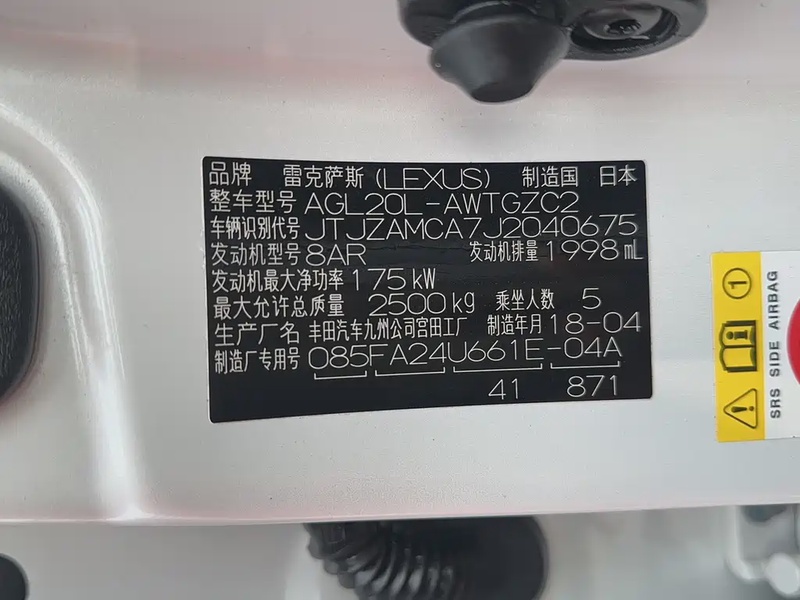 品牌 雷克萨斯(LEXUS) 制造国 日本
整车型号 AGL20L-AWTGZC2
车辆识别代号 JTJZAMCA7J2040675
发动机型号 8AR 发动机排量 1998mL
发动机最大净功率 175kW
最大允许总质量 2500kg 乘坐人数 5
生产厂名 丰田汽车九州公司宫田工厂 制造年月 18-04
制造厂专用号 085FA24U661E-04A
41 871
SRS SIDE AIRBAG
1